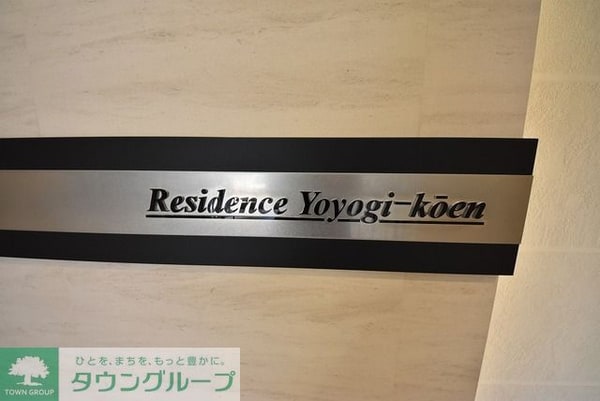 Residence Yoyogi-kōen
ひとを、まちを、もっと豊かに。
タウングループ
TOWN GROUP